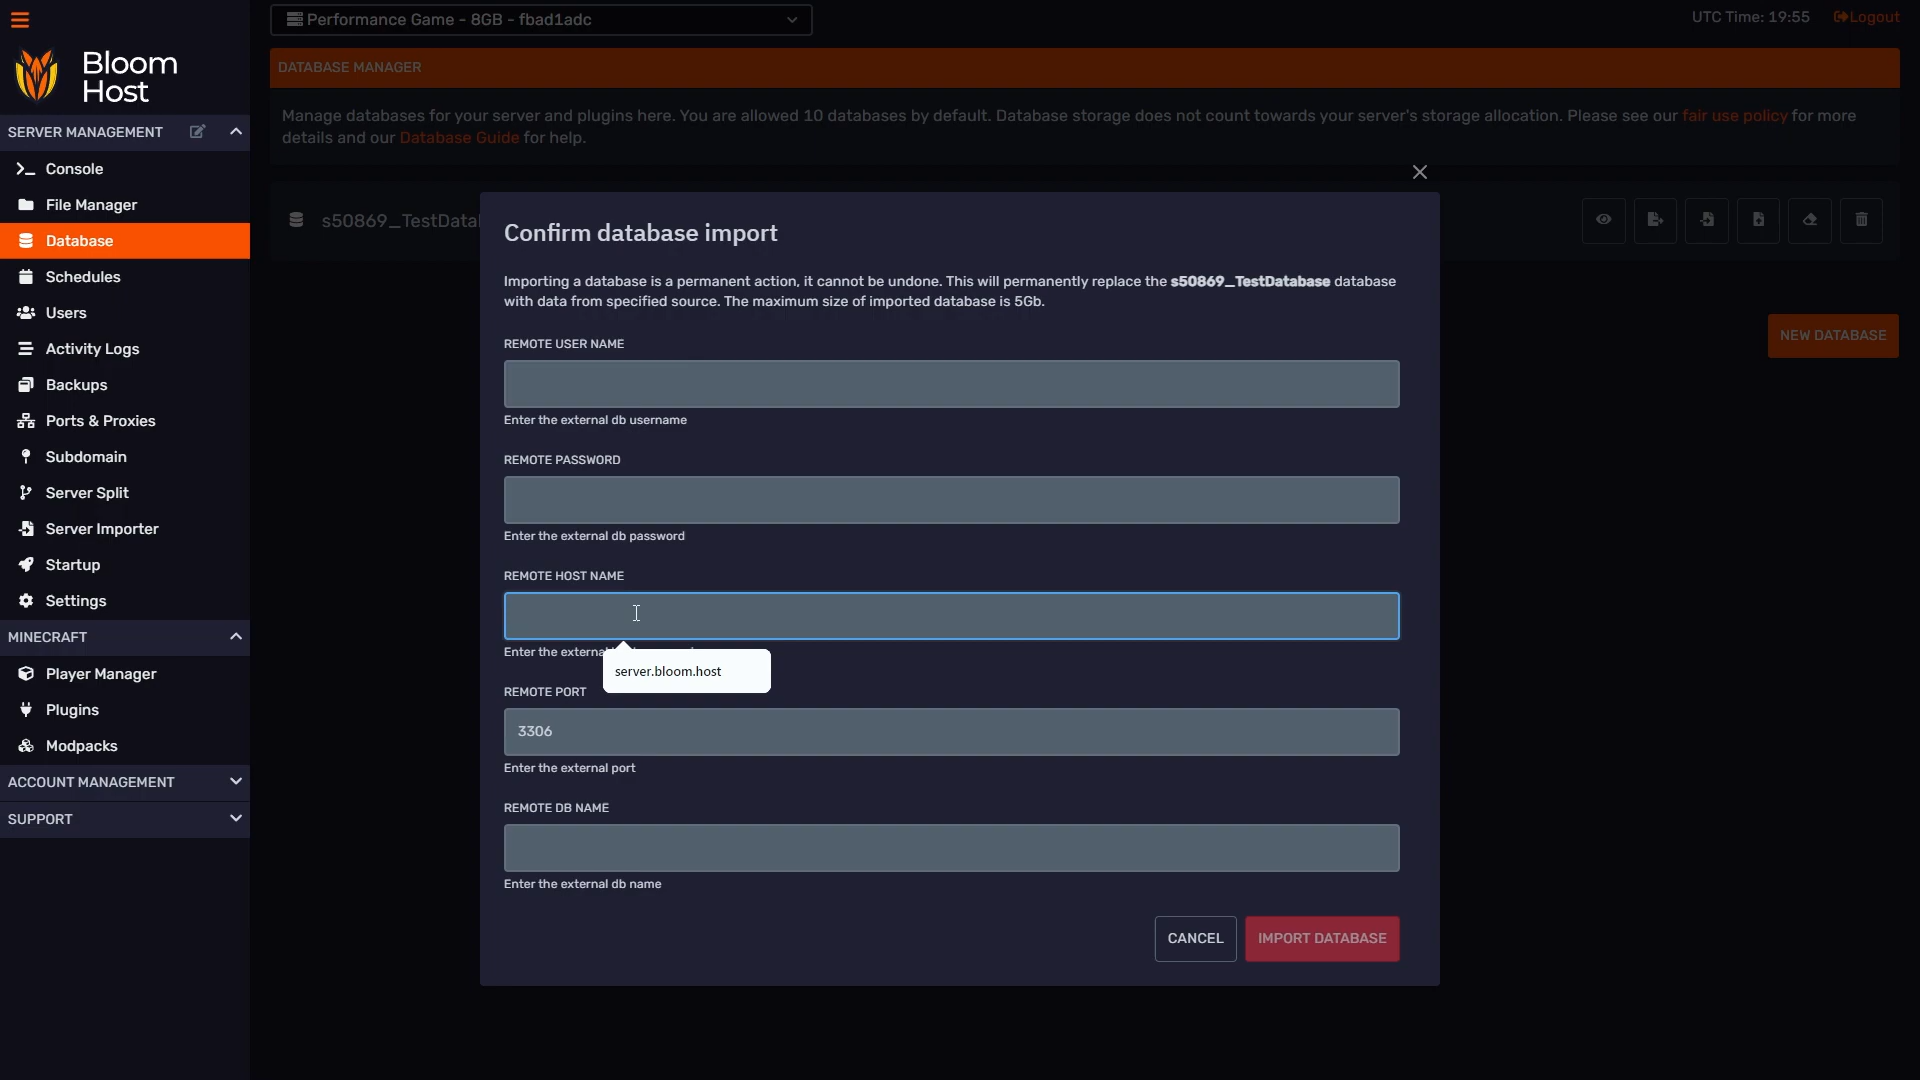 Performance Game - 8GB - fbad1adc
UTC Time: 19:55
Logout
Bloom
Host
DATABASE MANAGER
Manage databases for your server and plugins here. You are allowed 10 databases by default. Database storage does not count towards your server's storage allocation. Please see our fair use policy for more
details and our Database Guide for help.
SERVER MANAGEMENT
Console
File Manager
Database
Schedules
Users
Activity Logs
Backups
Ports & Proxies
Subdomain
Server Split
Server Importer
Startup
Settings
MINECRAFT
Player Manager
Plugins
Modpacks
ACCOUNT MANAGEMENT
SUPPORT
s50869_TestData
NEW DATABASE
Confirm database import
Importing a database is a permanent action, it cannot be undone. This will permanently replace the s50869_TestDatabase database
with data from specified source. The maximum size of imported database is 5Gb.
REMOTE USER NAME
Enter the external db username
REMOTE PASSWORD
Enter the external db password
REMOTE HOST NAME
Enter the externa
server.bloom.host
REMOTE PORT
3306
Enter the external port
REMOTE DB NAME
Enter the external db name
CANCEL
IMPORT DATABASE